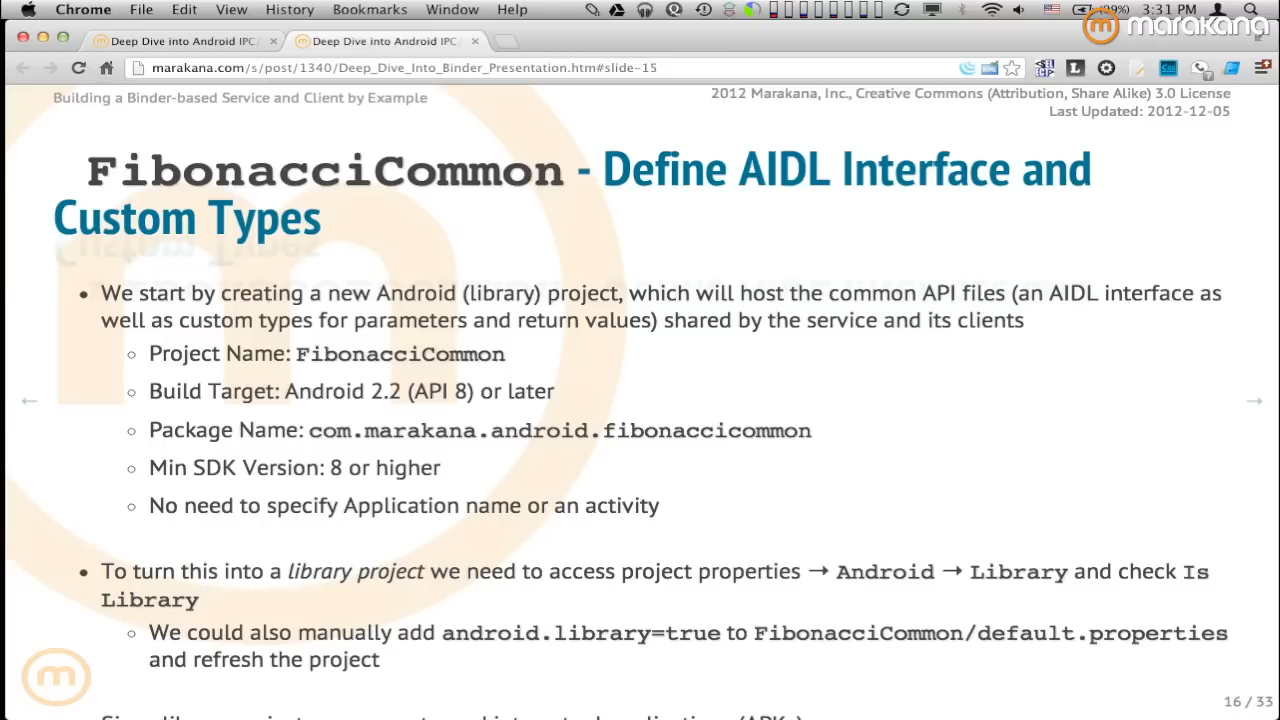 Chrome File Edit View History Bookmarks Window Help 3:31 PM
marakana
Deep Dive into Android IPC/ Deep Dive into Android IPC/
marakana.com/s/post/1340/Deep_Dive_Into_Binder_Presentation.htm#slide-15
Building a Binder-based Service and Client by Example
2012 Marakana, Inc., Creative Commons (Attribution, Share Alike) 3.0 License
Last Updated: 2012-12-05
FibonacciCommon - Define AIDL Interface and
Custom Types
• We start by creating a new Android (library) project, which will host the common API files (an AIDL interface as
well as custom types for parameters and return values) shared by the service and its clients
◦ Project Name: FibonacciCommon
◦ Build Target: Android 2.2 (API 8) or later
◦ Package Name: com.marakana.android.fibonaccicommon
◦ Min SDK Version: 8 or higher
◦ No need to specify Application name or an activity
• To turn this into a library project we need to access project properties → Android → Library and check Is
Library
◦ We could also manually add android.library=true to FibonacciCommon/default.properties
and refresh the project
16 / 33